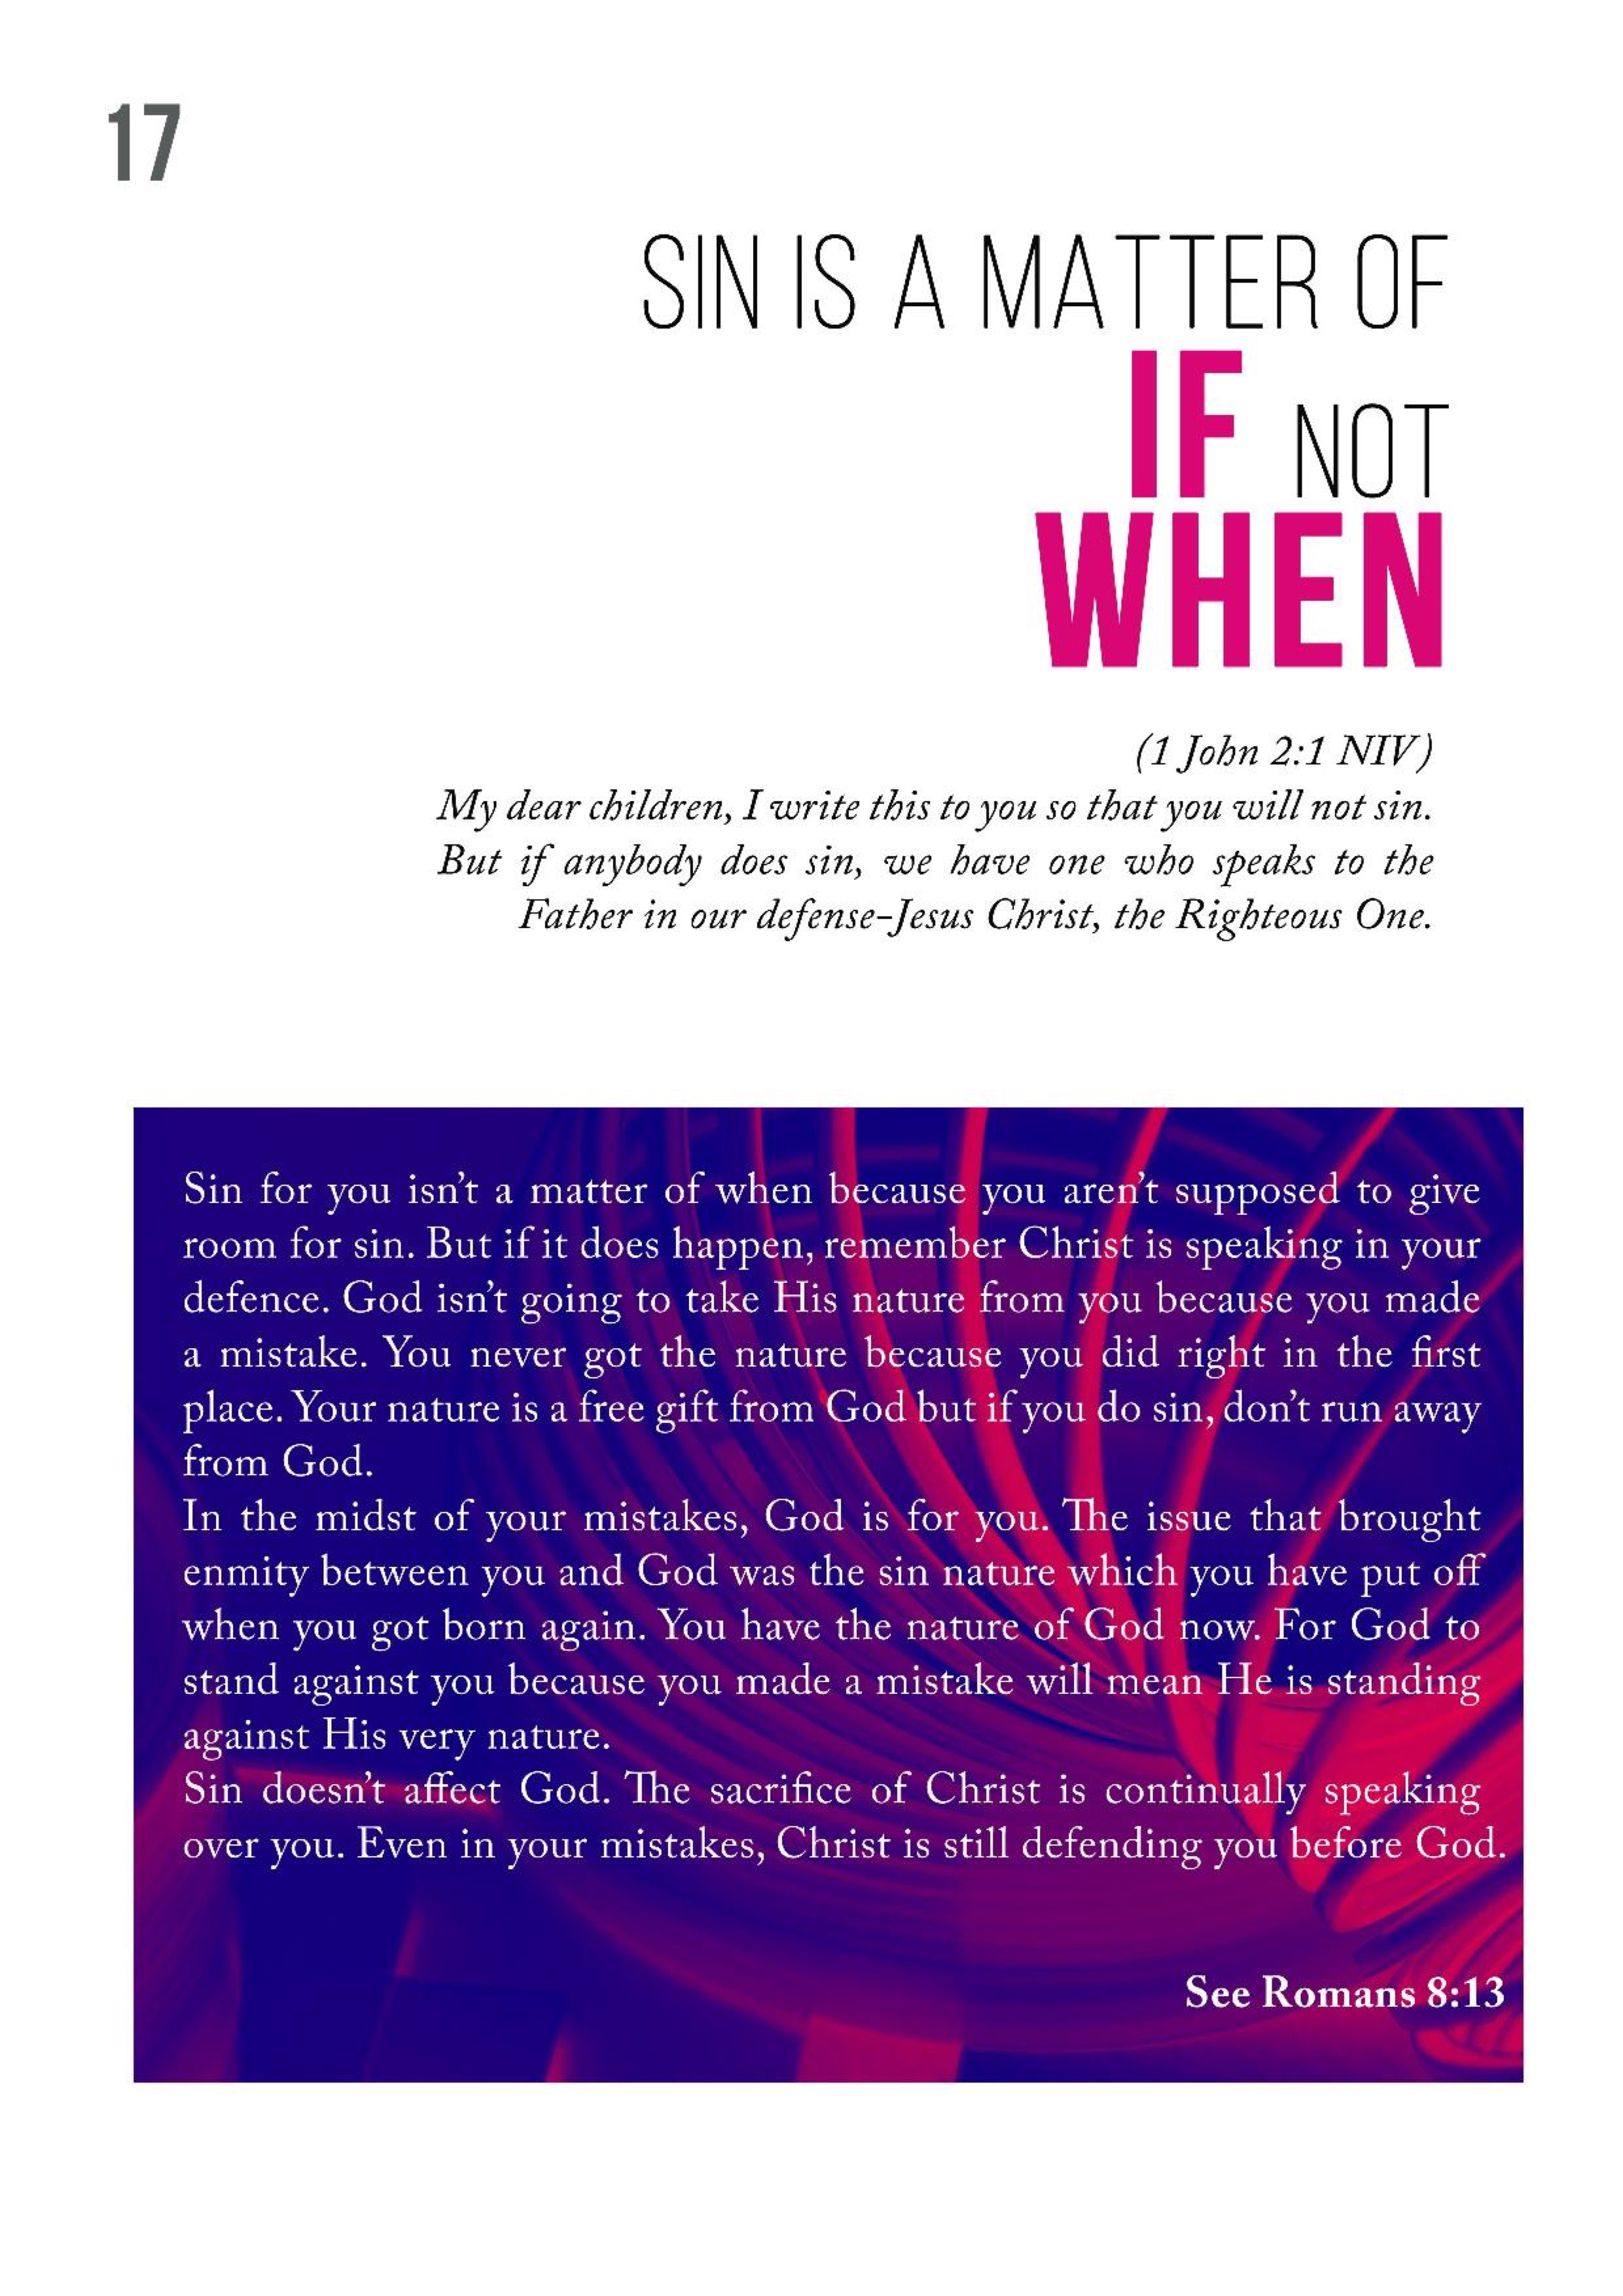 17
SIN IS A MATTER OF
IF NOT
WHEN
(1 John 2:1 NIV)
My dear children, I write this to you so that you will not sin.
But if anybody does sin, we have one who speaks to the
Father in our defense-Jesus Christ, the Righteous One.
Sin for you isn’t a matter of when because you aren’t supposed to give
room for sin. But if it does happen, remember Christ is speaking in your
defence. God isn’t going to take His nature from you because you made
a mistake. You never got the nature because you did right in the first
place. Your nature is a free gift from God but if you do sin, don’t run away
from God.
In the midst of your mistakes, God is for you. The issue that brought
enmity between you and God was the sin nature which you have put off
when you got born again. You have the nature of God now. For God to
stand against you because you made a mistake will mean He is standing
against His very nature.
Sin doesn’t affect God. The sacrifice of Christ is continually speaking
over you. Even in your mistakes, Christ is still defending you before God.
See Romans 8:13